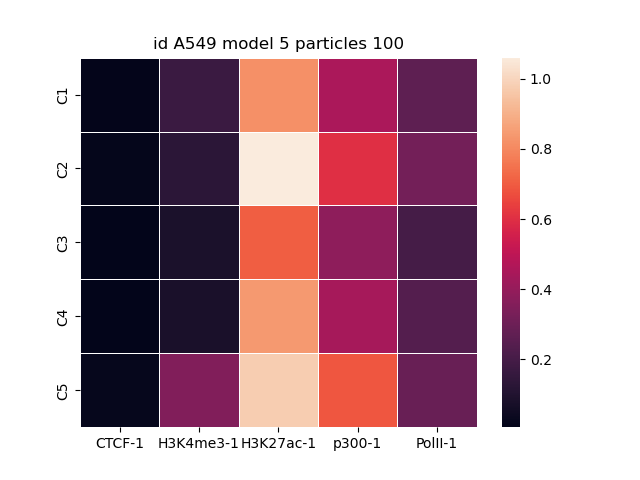 id A549 model 5 particles 100
C1
C2
C3
C4
C5
CTCF-1 H3K4me3-1 H3K27ac-1 p300-1 PolII-1
1.0
0.8
0.6
0.4
0.2